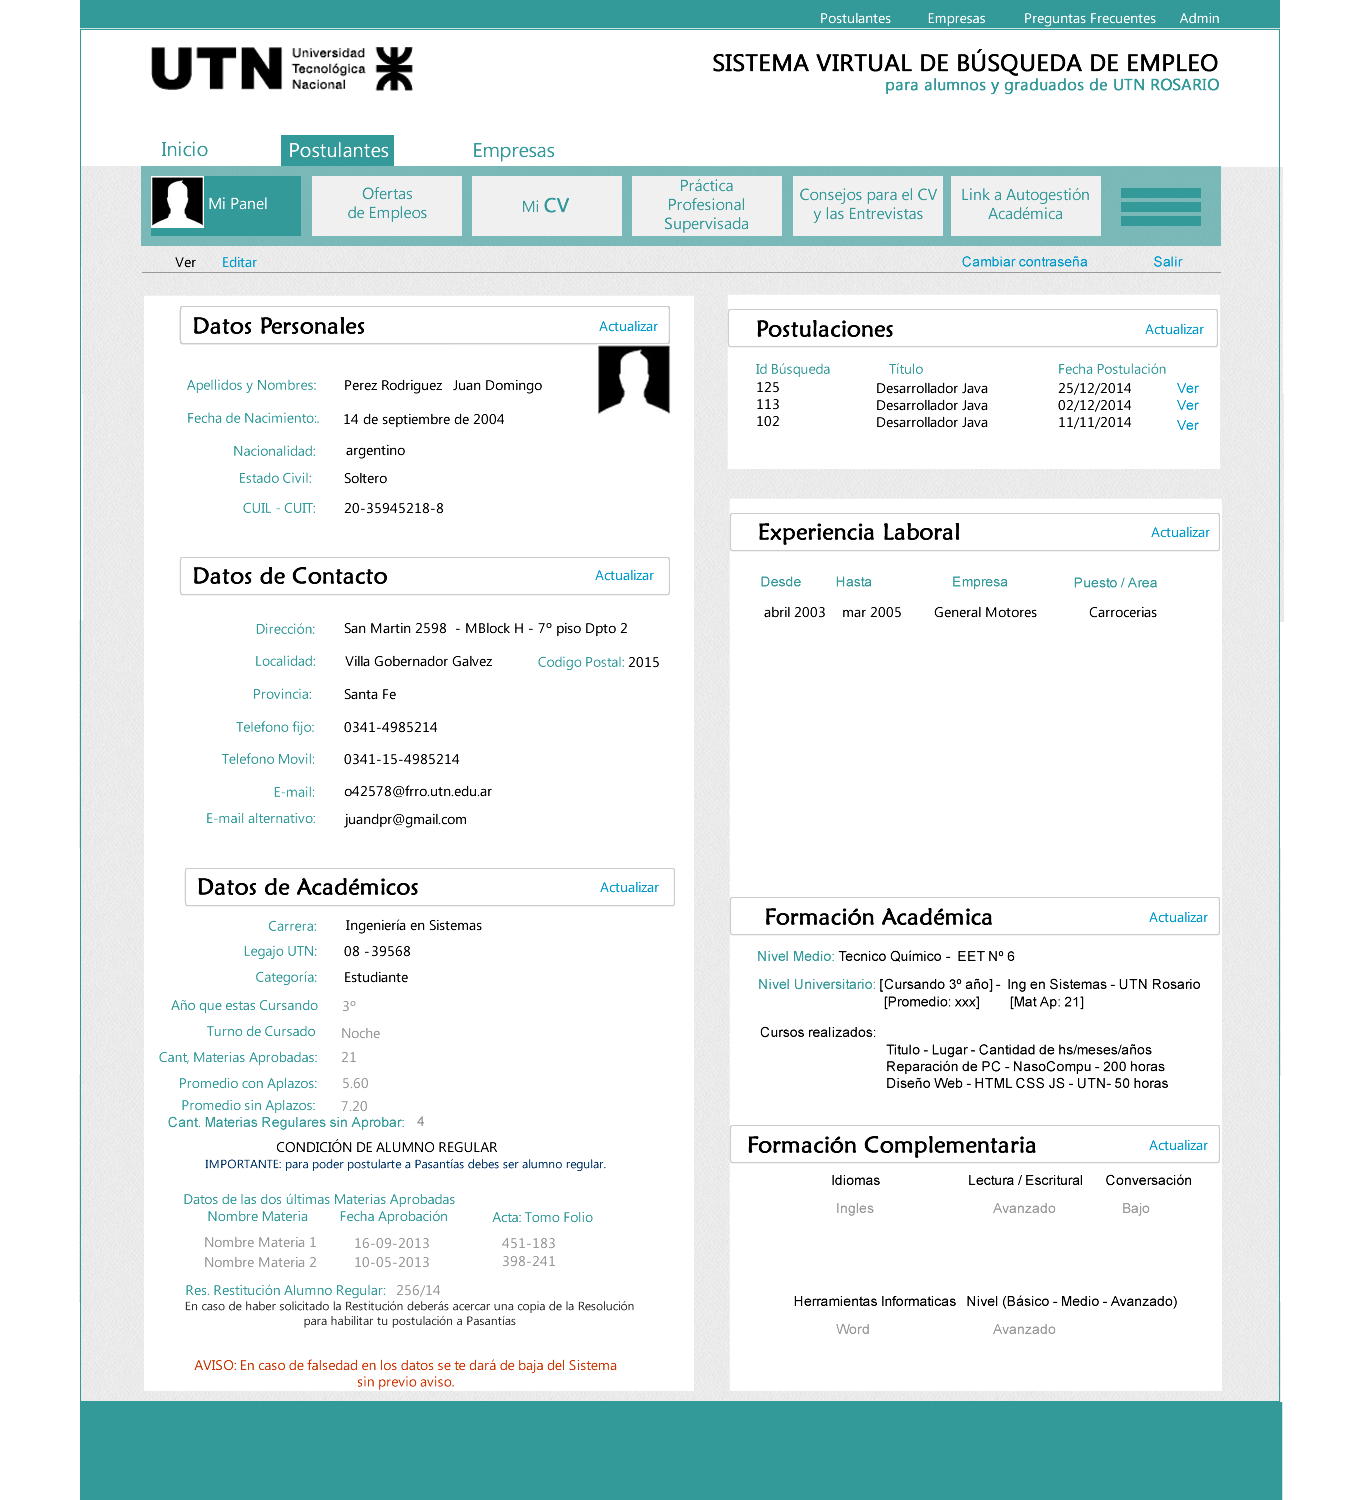 Postulantes Empresas Preguntas Frecuentes Admin
UTN Universidad
Tecnológica
Nacional
SISTEMA VIRTUAL DE BÚSQUEDA DE EMPLEO
para alumnos y graduados de UTN ROSARIO
Inicio Postulantes Empresas
Mi Panel
Ofertas
de Empleos
Mi CV
Práctica
Profesional
Supervisada
Consejos para el CV
y las Entrevistas
Link a Autogestión
Académica
Ver Editar Cambiar contraseña Salir
Datos Personales Actualizar
Apellidos y Nombres: Perez Rodriguez Juan Domingo
Fecha de Nacimiento:. 14 de septiembre de 2004
Nacionalidad: argentino
Estado Civil: Soltero
CUIL - CUIT: 20-35945218-8
Datos de Contacto Actualizar
Dirección: San Martin 2598 - MBlock H - 7º piso Dpto 2
Localidad: Villa Gobernador Galvez Codigo Postal: 2015
Provincia: Santa Fe
Telefono fijo: 0341-4985214
Telefono Movil: 0341-15-4985214
E-mail: o42578@frro.utn.edu.ar
E-mail alternativo: juandpr@gmail.com
Datos de Académicos Actualizar
Carrera: Ingeniería en Sistemas
Legajo UTN: 08 -39568
Categoría: Estudiante
Año que estas Cursando 3º
Turno de Cursado Noche
Cant, Materias Aprobadas: 21
Promedio con Aplazos: 5.60
Promedio sin Aplazos: 7.20
Cant. Materias Regulares sin Aprobar: 4
CONDICIÓN DE ALUMNO REGULAR
IMPORTANTE: para poder postularte a Pasantías debes ser alumno regular.
Datos de las dos últimas Materias Aprobadas
Nombre Materia Fecha Aprobación Acta: Tomo Folio
Nombre Materia 1 16-09-2013 451-183
Nombre Materia 2 10-05-2013 398-241
Res. Restitución Alumno Regular: 256/14
En caso de haber solicitado la Restitución deberás acercar una copia de la Resolución
para habilitar tu postulación a Pasantías
AVISO: En caso de falsedad en los datos se te dará de baja del Sistema
sin previo aviso.
Postulaciones Actualizar
Id Búsqueda Título Fecha Postulación
125 Desarrollador Java 25/12/2014 Ver
113 Desarrollador Java 02/12/2014 Ver
102 Desarrollador Java 11/11/2014 Ver
Experiencia Laboral Actualizar
Desde Hasta Empresa Puesto / Area
abril 2003 mar 2005 General Motores Carrocerias
Formación Académica Actualizar
Nivel Medio: Tecnico Químico - EET Nº 6
Nivel Universitario: [Cursando 3º año] - Ing en Sistemas - UTN Rosario
[Promedio: xxx] [Mat Ap: 21]
Cursos realizados:
Titulo - Lugar - Cantidad de hs/meses/años
Reparación de PC - NasoCompu - 200 horas
Diseño Web - HTML CSS JS - UTN- 50 horas
Formación Complementaria Actualizar
Idiomas Lectura / Escritural Conversación
Ingles Avanzado Bajo
Herramientas Informaticas Nivel (Básico - Medio - Avanzado)
Word Avanzado